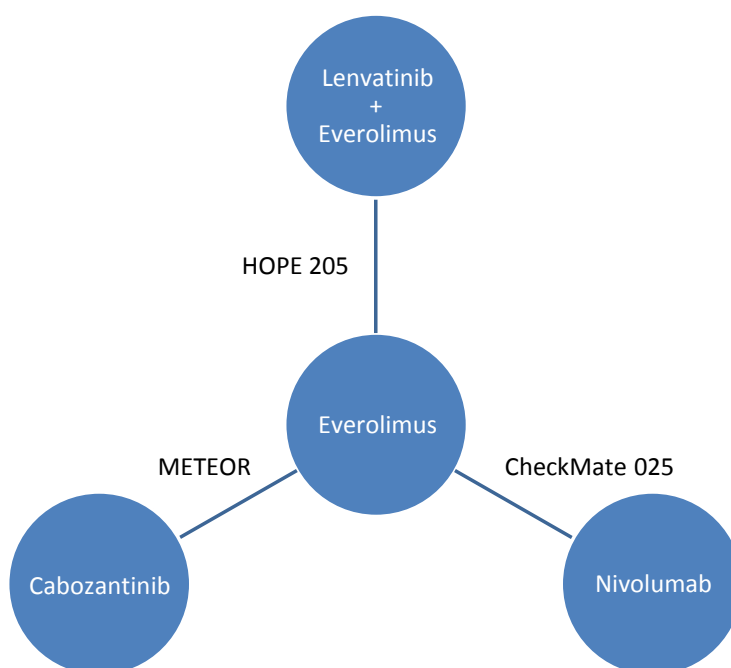 Lenvatinib
+
Everolimus
HOPE 205
Everolimus
METEOR
CheckMate 025
Cabozantinib
Nivolumab